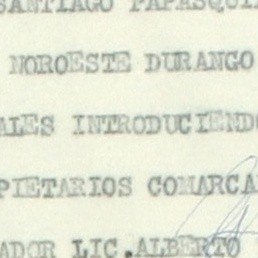 SANTIAGO PAPASQUIA
NOROESTE DURANGO
ALES INTRODUCIENDO
PIETARIOS COMARCA
ADOR LIC.ALBERTO